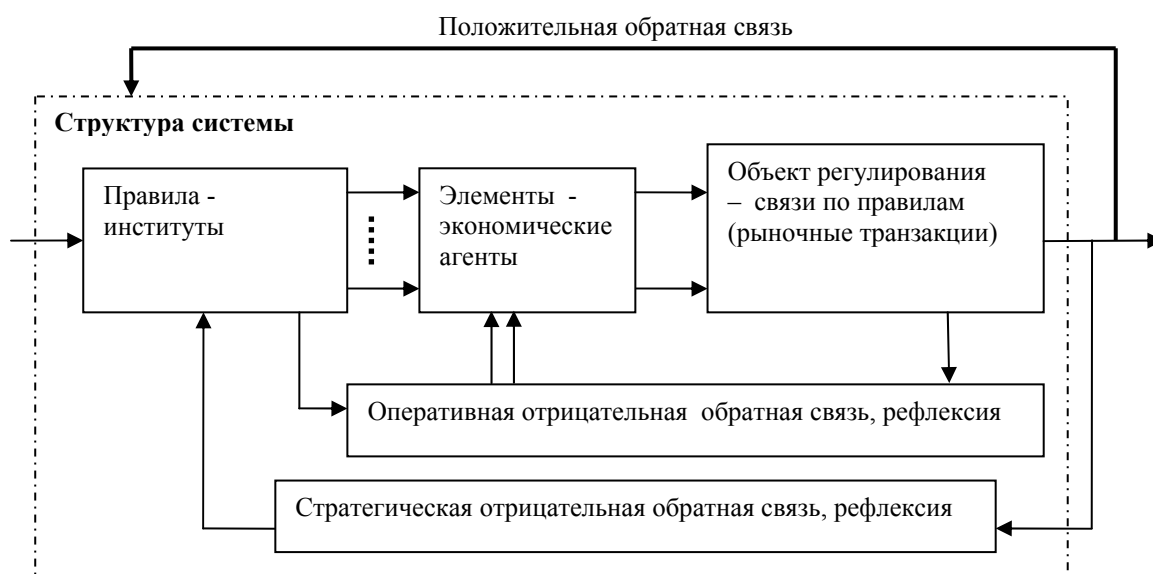 Положительная обратная связь
Структура системы
Правила -
институты
Элементы -
экономические
агенты
Объект регулирования
– связи по правилам
(рыночные транзакции)
Оперативная отрицательная обратная связь, рефлексия
Стратегическая отрицательная обратная связь, рефлексия